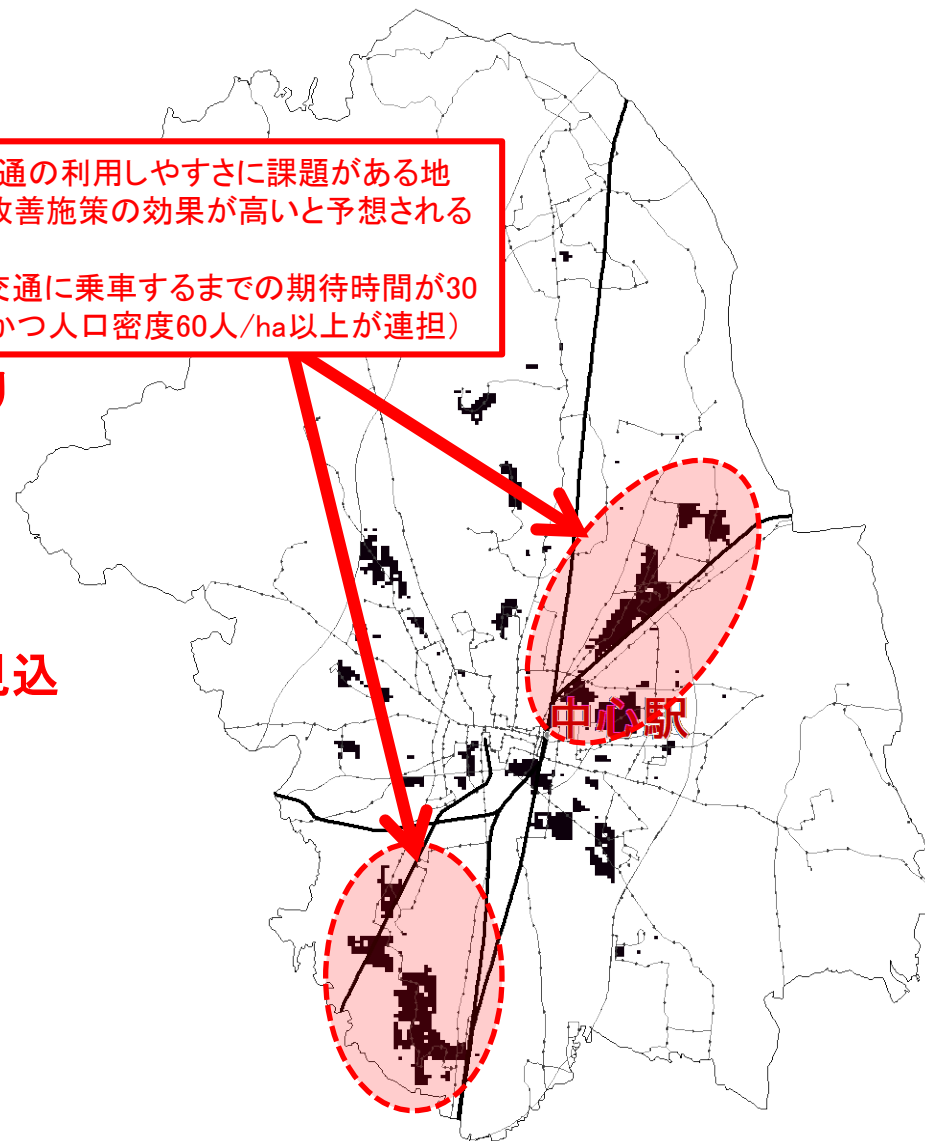 通の利用しやすさに課題がある地
改善施策の効果が高いと予想される
交通に乗車するまでの期待時間が30
かつ人口密度60人/ha以上が連担）
り
見込
中心駅